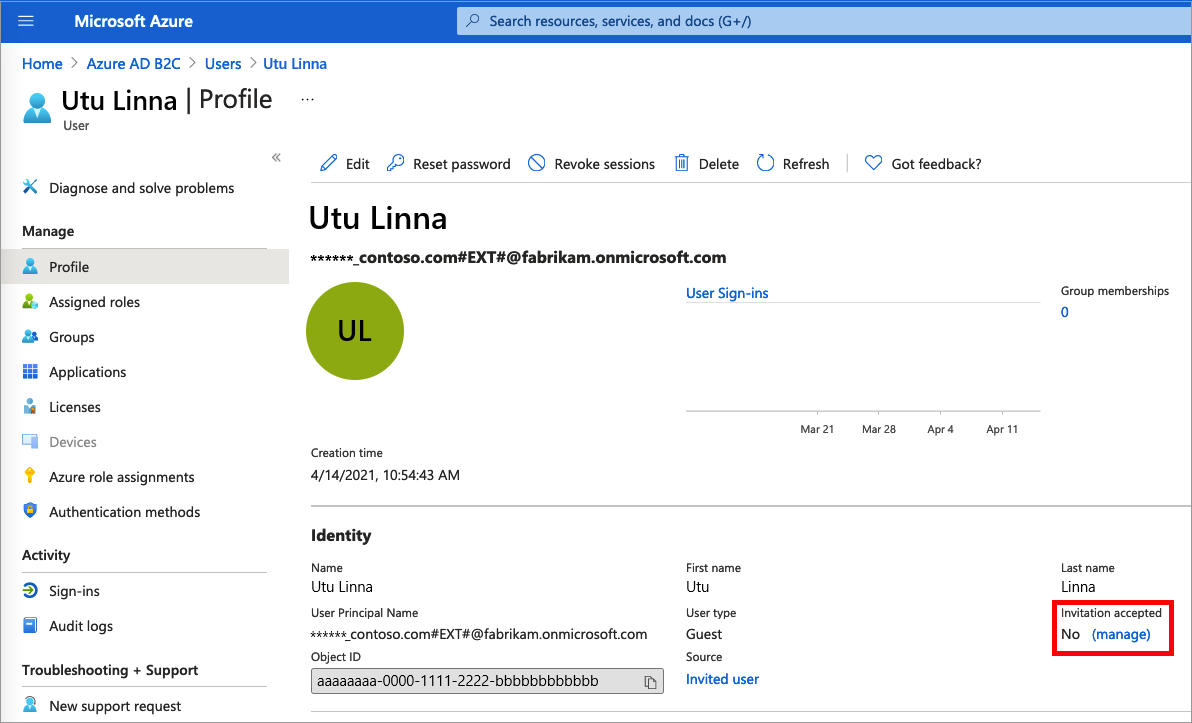 Microsoft Azure
Search resources, services, and docs (G+/)
Home > Azure AD B2C > Users > Utu Linna
Utu Linna | Profile ...
User
«
Edit Reset password Revoke sessions Delete Refresh Got feedback?
Diagnose and solve problems
Manage
Profile
Assigned roles
Groups
Applications
Licenses
Devices
Azure role assignments
Authentication methods
Activity
Sign-ins
Audit logs
Troubleshooting + Support
New support request
Utu Linna
******_contoso.com#EXT#@fabrikam.onmicrosoft.com
UL
User Sign-ins
Mar 21 Mar 28 Apr 4 Apr 11
Group memberships
0
Creation time
4/14/2021, 10:54:43 AM
Identity
Name
Utu Linna
First name
Utu
Last name
Linna
User Principal Name
******_contoso.com#EXT#@fabrikam.onmicrosoft.com
User type
Guest
Invitation accepted
No (manage)
Object ID
aaaaaaaa-0000-1111-2222-bbbbbbbbbbbb
Source
Invited user